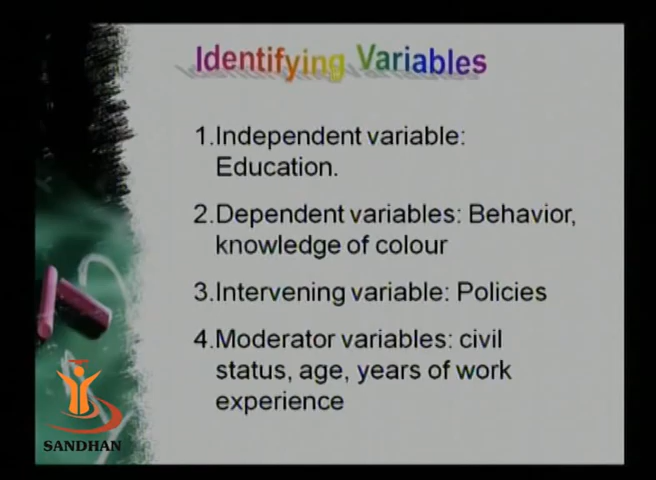 Identifying Variables
1.Independent variable:
Education.
2.Dependent variables: Behavior,
knowledge of colour
3.Intervening variable: Policies
4.Moderator variables: civil
status, age, years of work
experience
SANDHAN